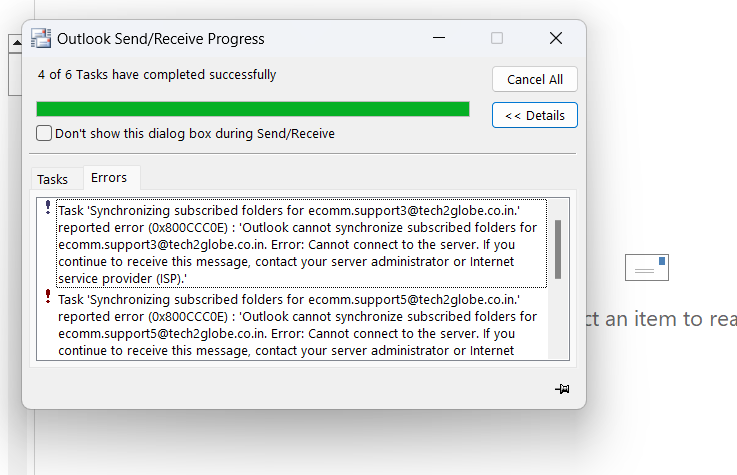 Outlook Send/Receive Progress
4 of 6 Tasks have completed successfully
Cancel All
<< Details
Don't show this dialog box during Send/Receive
Tasks
Errors
Task 'Synchronizing subscribed folders for ecomm.support3@tech2globe.co.in.'
reported error (0x800CCC0E) : 'Outlook cannot synchronize subscribed folders for
ecomm.support3@tech2globe.co.in. Error: Cannot connect to the server. If you
continue to receive this message, contact your server administrator or Internet
service provider (ISP).'
Task 'Synchronizing subscribed folders for ecomm.support5@tech2globe.co.in.'
reported error (0x800CCC0E) : 'Outlook cannot synchronize subscribed folders for
ecomm.support5@tech2globe.co.in. Error: Cannot connect to the server. If you
continue to receive this message, contact your server administrator or Internet
ct an item to rea